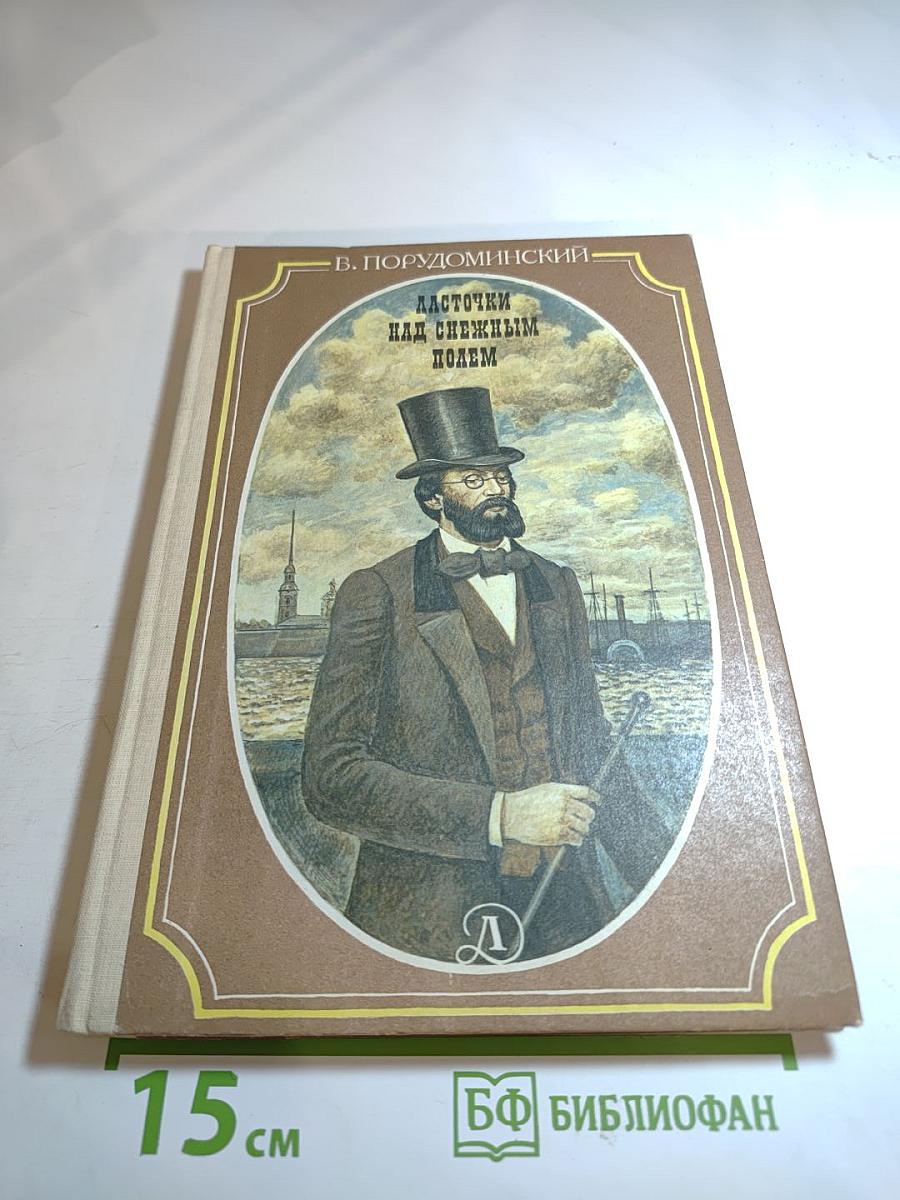 В. ПОРУДОМИНСКИЙ
ЛАСТОЧКИ
НАД СНЕЖНЫМ
ПОЛЕМ
Д
15 см
БФ БИБЛИОФАН